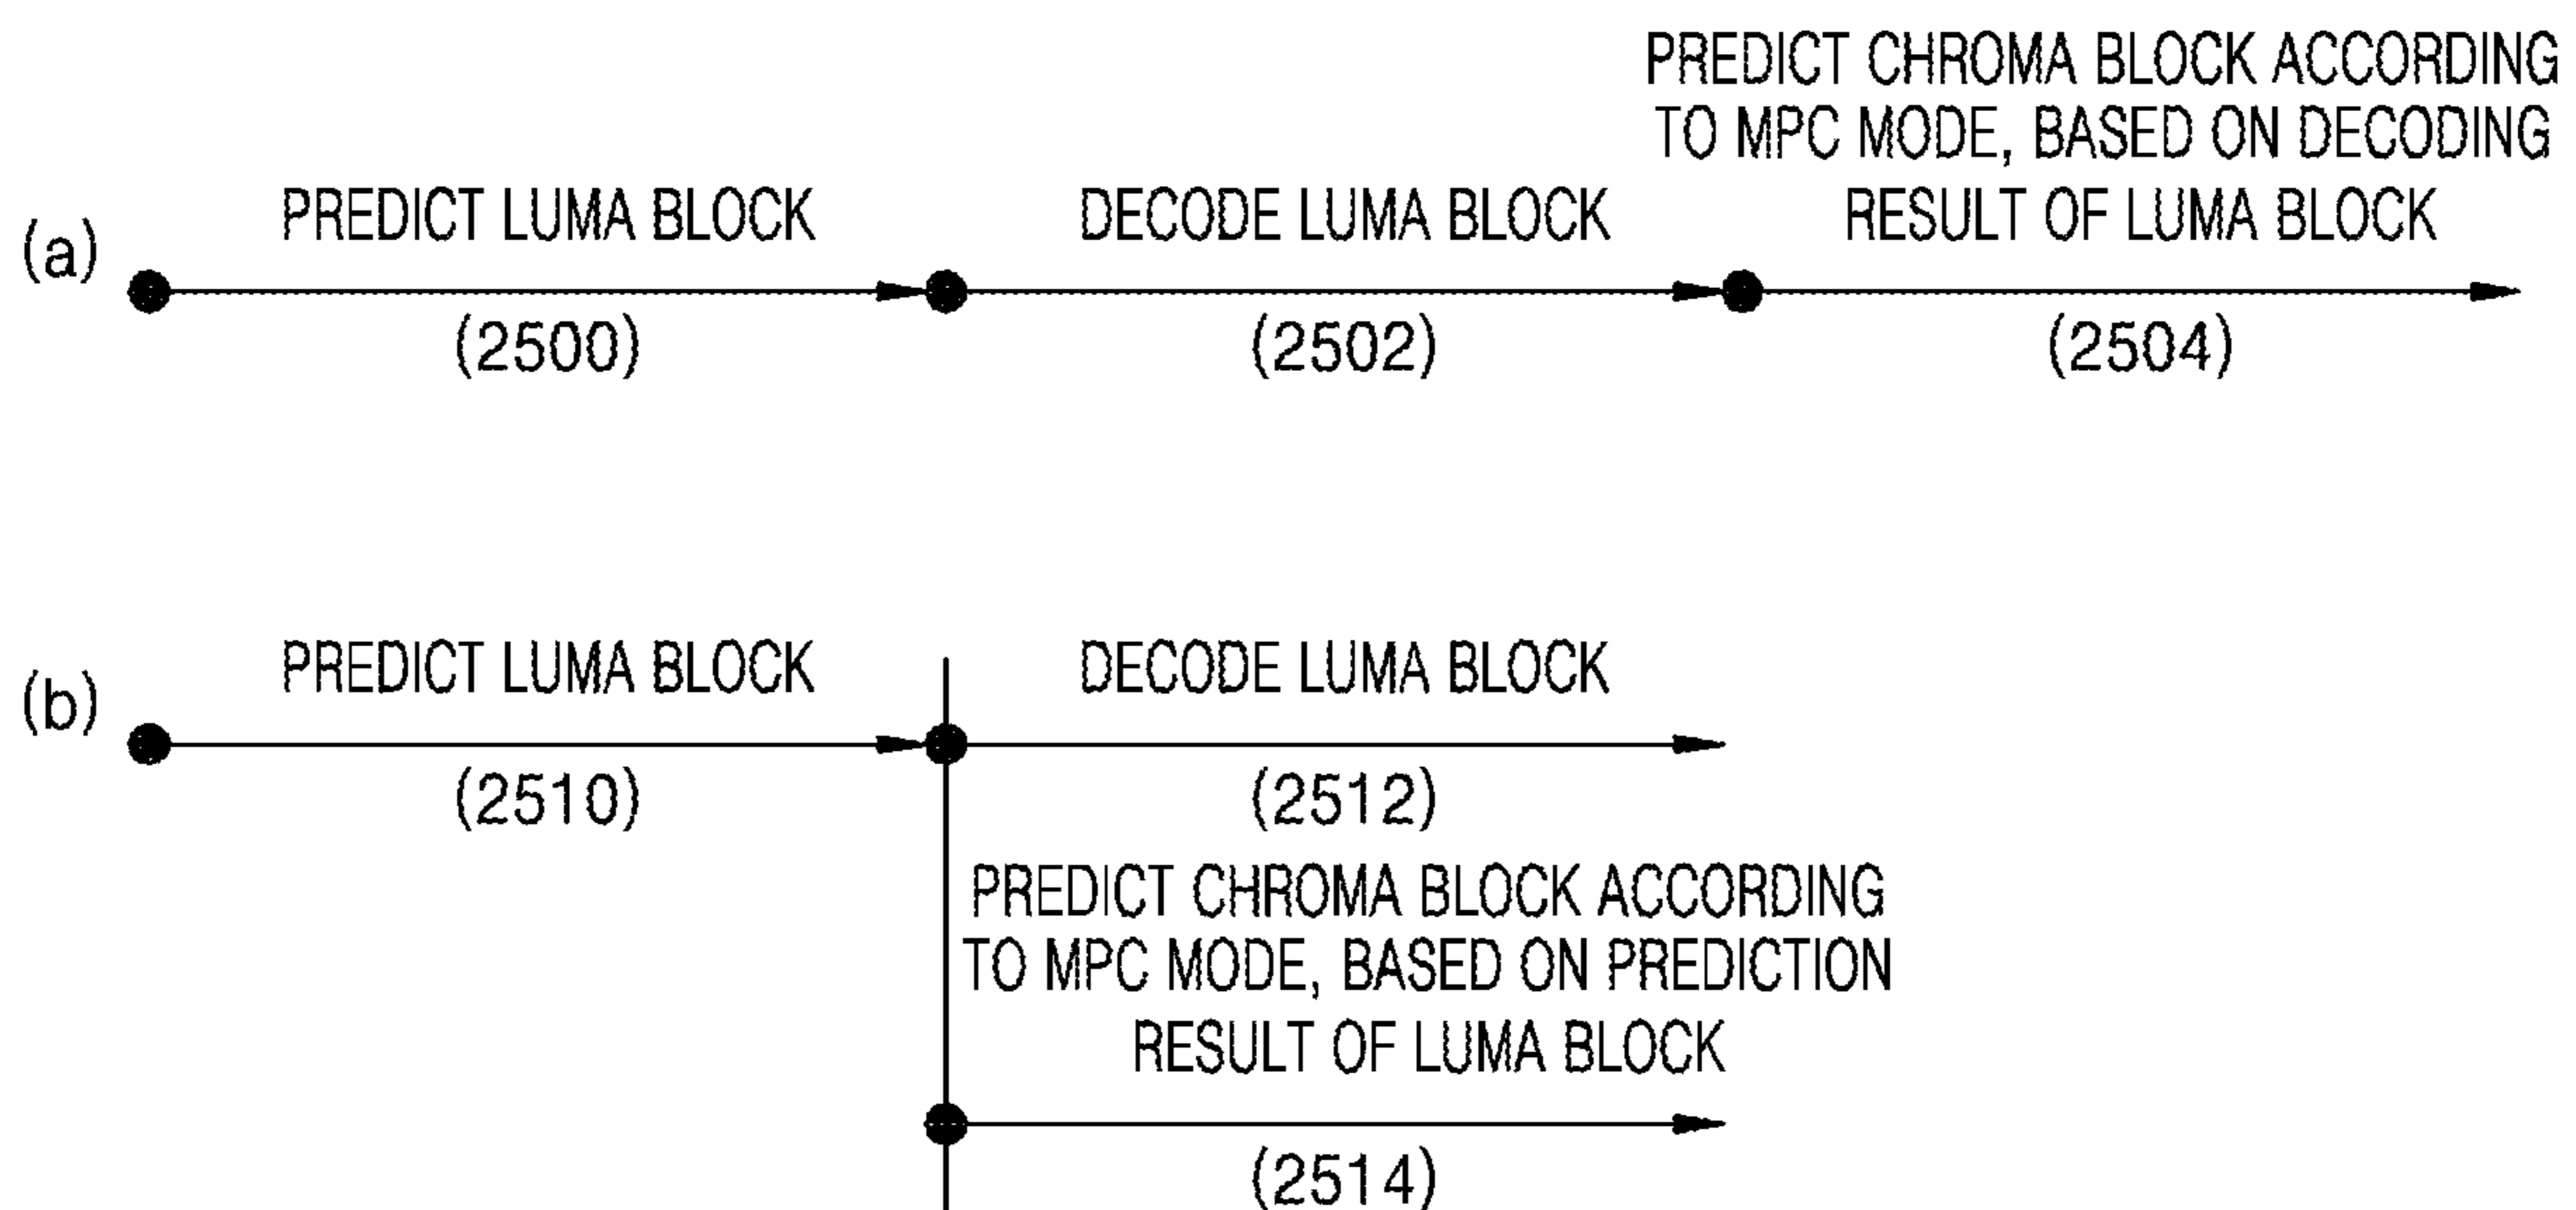 (a)
PREDICT LUMA BLOCK
(2500)
DECODE LUMA BLOCK
(2502)
PREDICT CHROMA BLOCK ACCORDING
TO MPC MODE, BASED ON DECODING
RESULT OF LUMA BLOCK
(2504)
(b)
PREDICT LUMA BLOCK
(2510)
DECODE LUMA BLOCK
(2512)
PREDICT CHROMA BLOCK ACCORDING
TO MPC MODE, BASED ON PREDICTION
RESULT OF LUMA BLOCK
(2514)